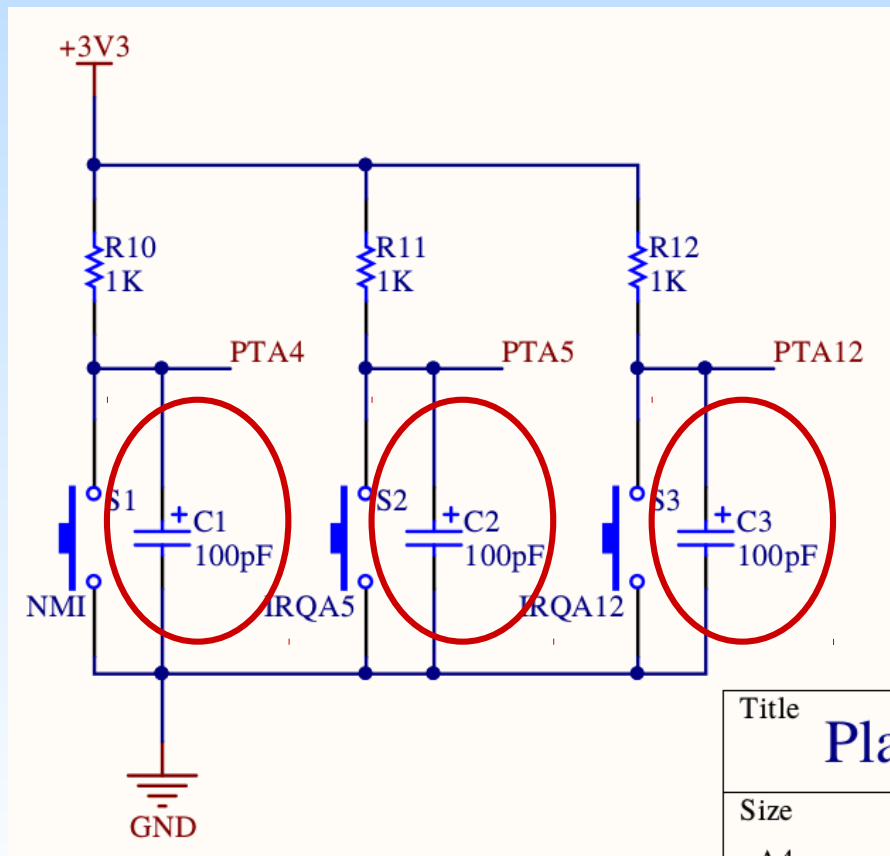 +3V3
R10
1K
R11
1K
R12
1K
PTA4
PTA5
PTA12
S1
+
C1
100pF
S2
+
C2
100pF
S3
+
C3
100pF
NMI
IRQA5
IRQA12
GND
Title
Pla
Size
A4